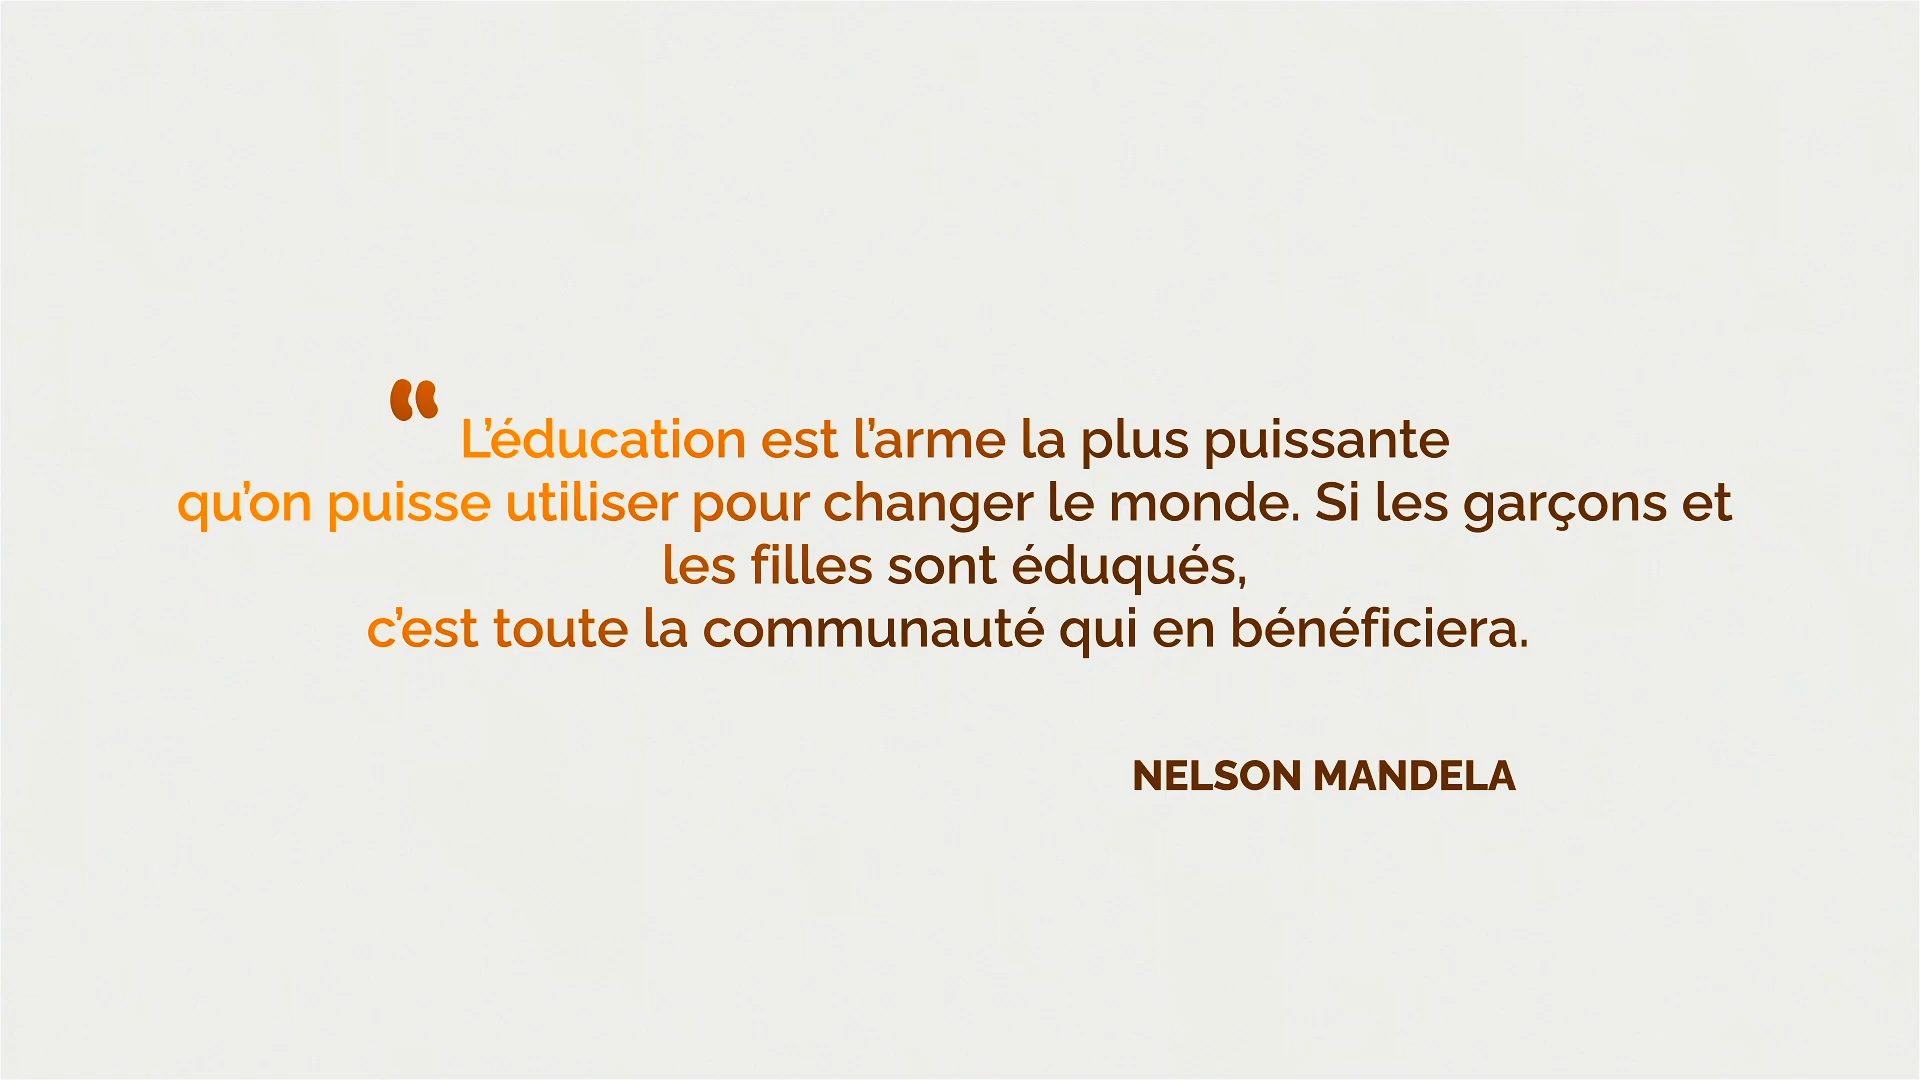 “ L’éducation est l’arme la plus puissante
qu’on puisse utiliser pour changer le monde. Si les garçons et
les filles sont éduqués,
c’est toute la communauté qui en bénéficiera.
NELSON MANDELA